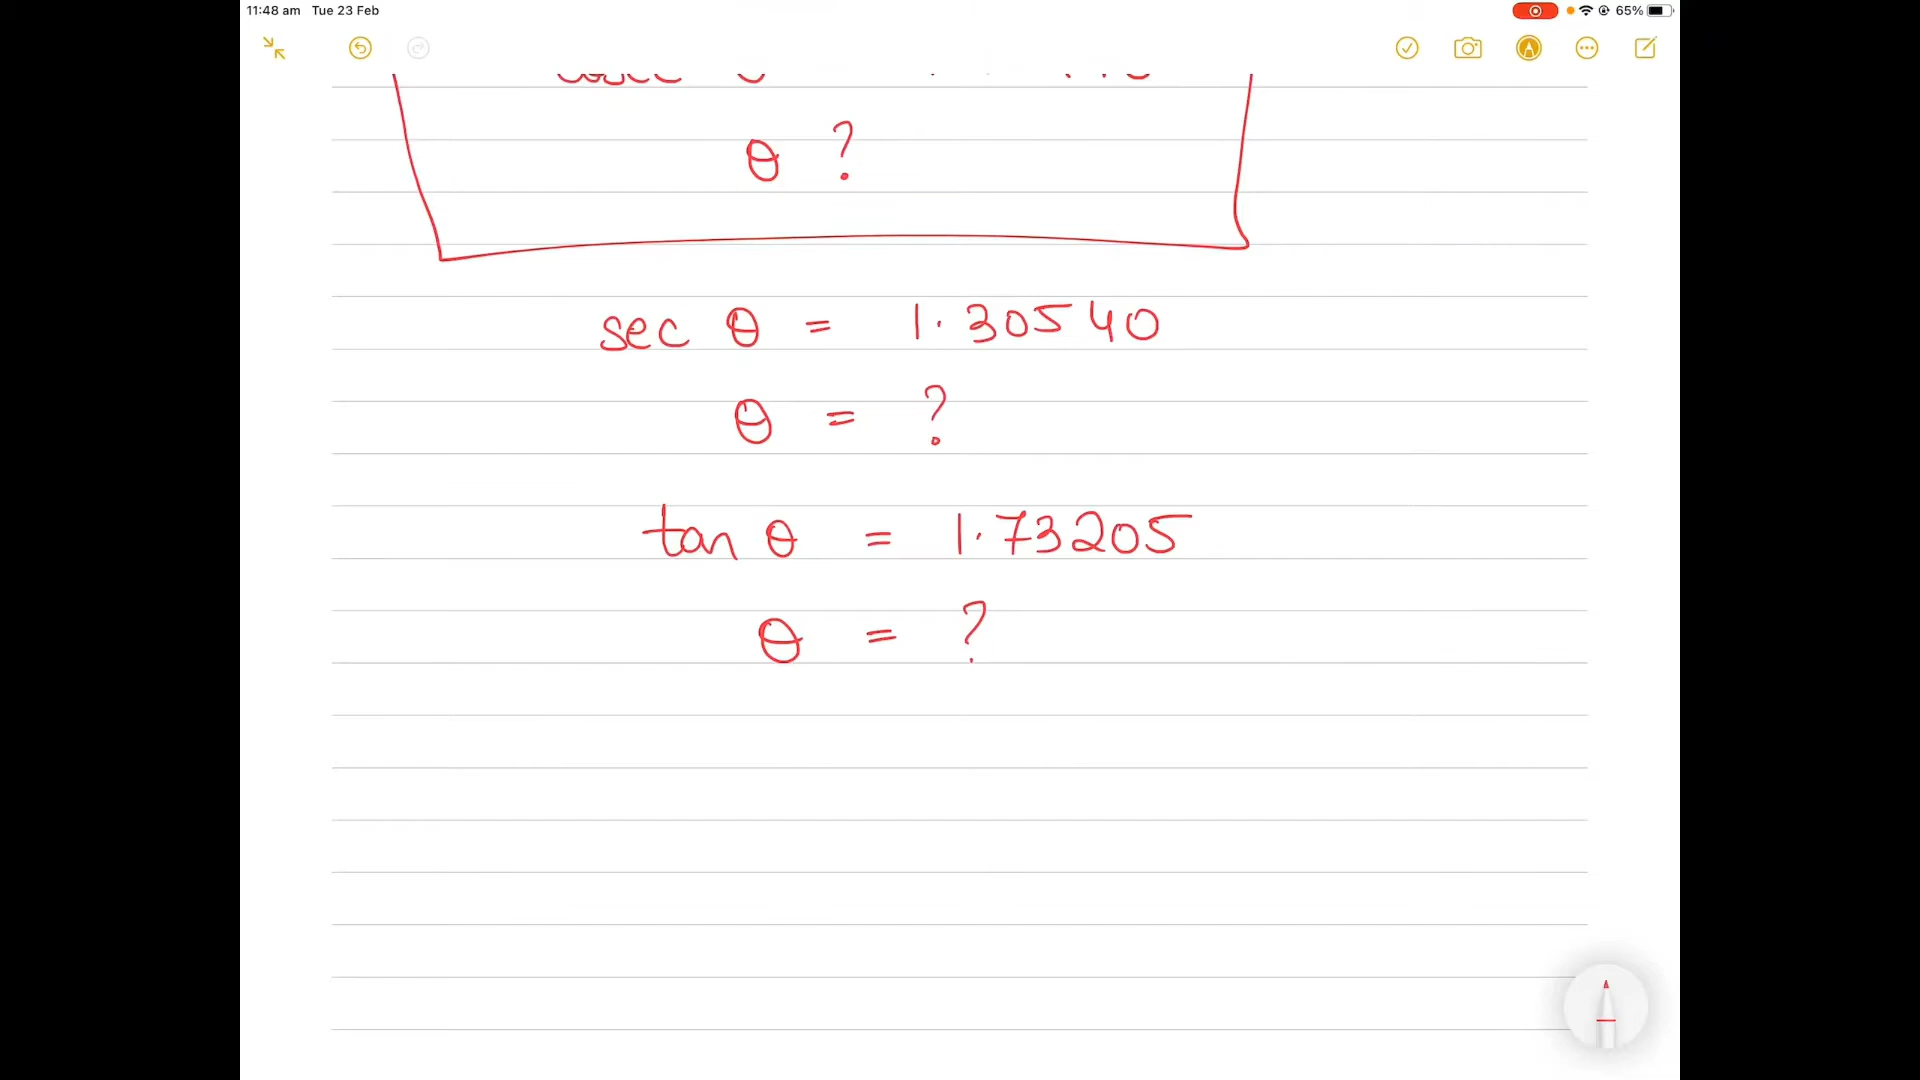 11:48 am Tue 23 Feb 65%
θ ?
sec θ = 1.30540
θ = ?
tan θ = 1.73205
θ = ?